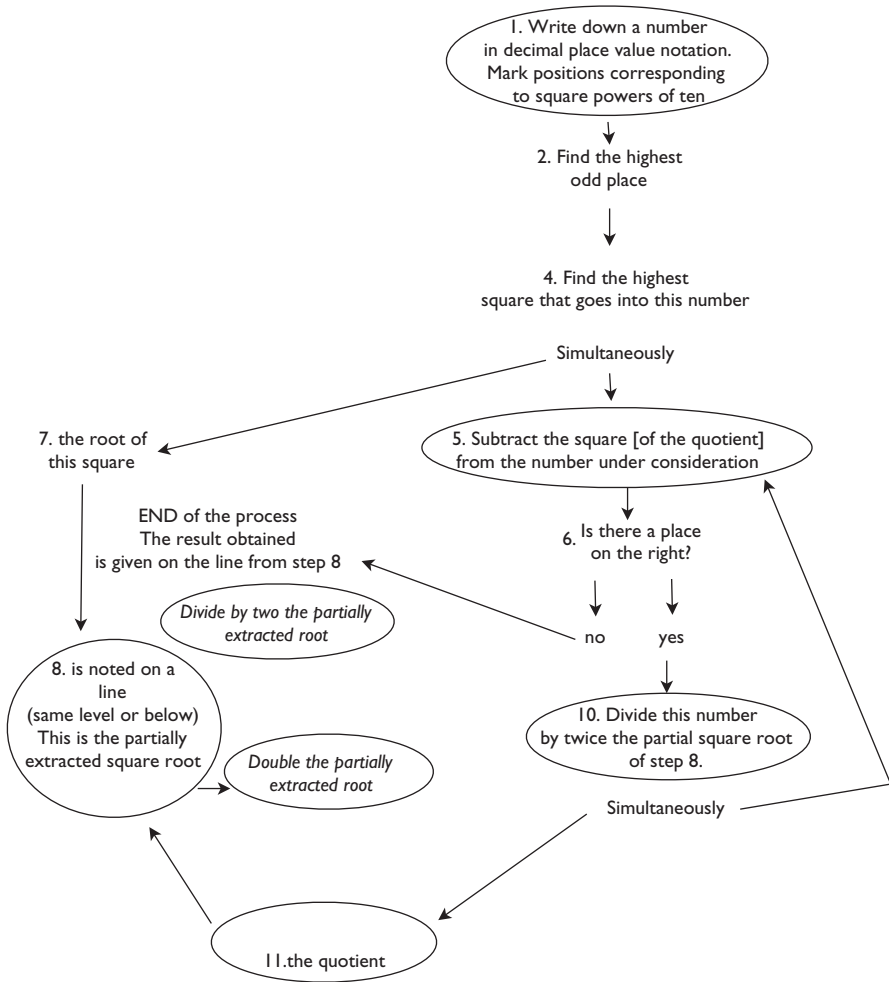 1. Write down a number
in decimal place value notation.
Mark positions corresponding
to square powers of ten
2. Find the highest
odd place
4. Find the highest
square that goes into this number
Simultaneously
7. the root of
this square
5. Subtract the square [of the quotient]
from the number under consideration
END of the process
The result obtained
is given on the line from step 8
6. Is there a place
on the right?
Divide by two the partially
extracted root
no yes
8. is noted on a
line
(same level or below)
This is the partially
extracted square root
10. Divide this number
by twice the partial square root
of step 8.
Double the partially
extracted root
Simultaneously
11.the quotient